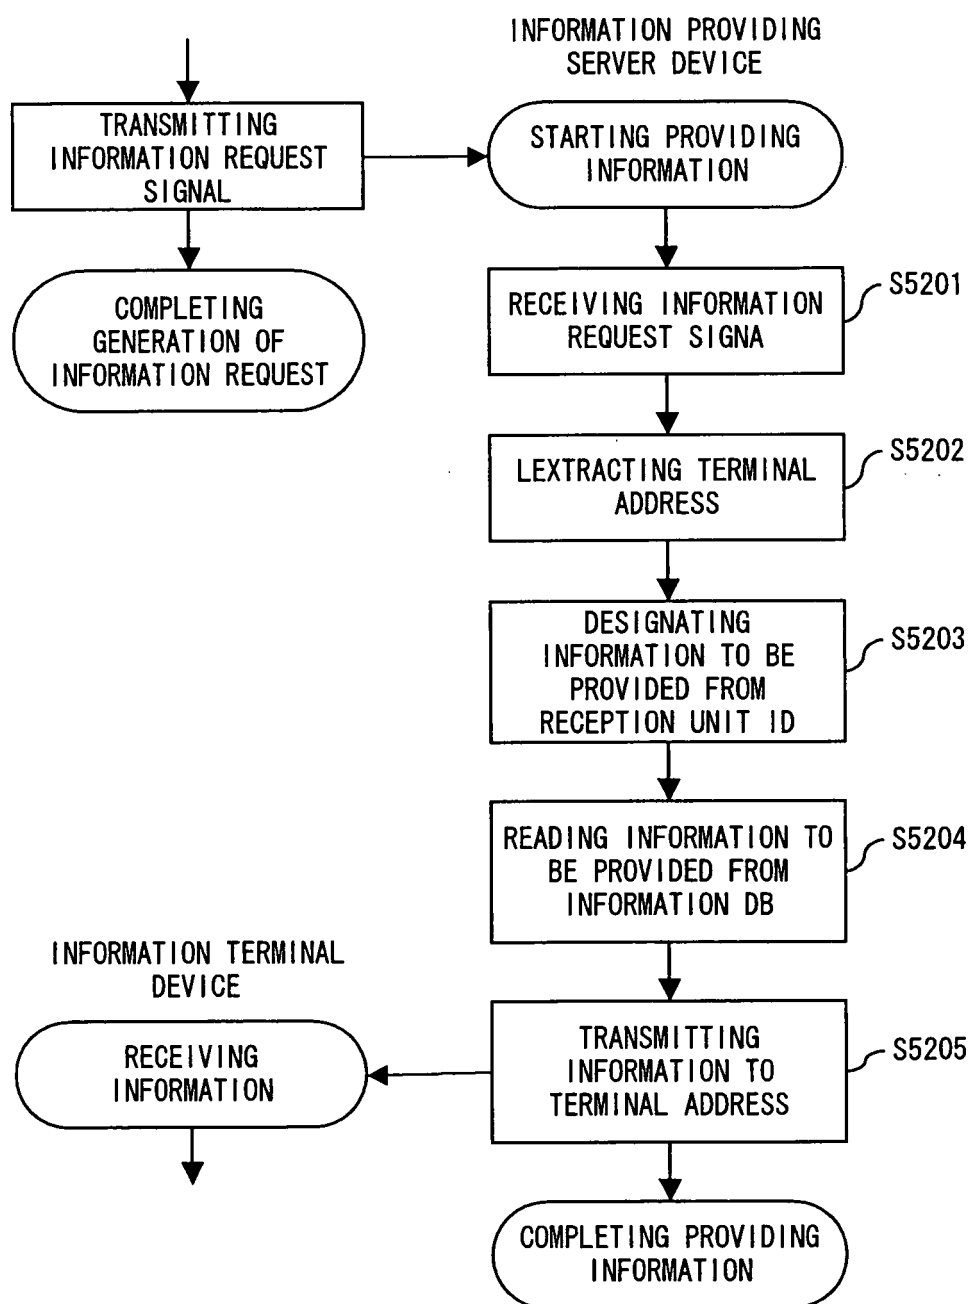 INFORMATION PROVIDING
SERVER DEVICE
TRANSMITTING
INFORMATION REQUEST
SIGNAL
STARTING PROVIDING
INFORMATION
COMPLETING
GENERATION OF
INFORMATION REQUEST
RECEIVING INFORMATION
REQUEST SIGNA
S5201
LEXTRACTING TERMINAL
ADDRESS
S5202
DESIGNATING
INFORMATION TO BE
PROVIDED FROM
RECEPTION UNIT ID
S5203
READING INFORMATION TO
BE PROVIDED FROM
INFORMATION DB
S5204
INFORMATION TERMINAL
DEVICE
RECEIVING
INFORMATION
TRANSMITTING
INFORMATION TO
TERMINAL ADDRESS
S5205
COMPLETING PROVIDING
INFORMATION